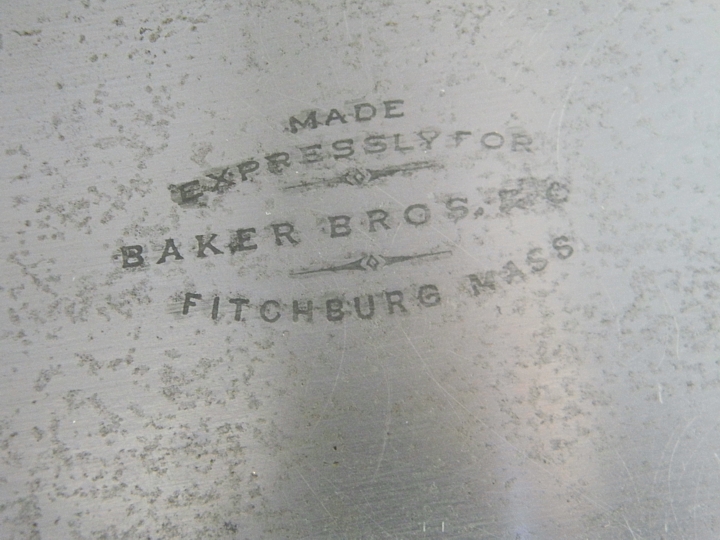 MADE
EXPRESSLY FOR
BAKER BROS.
FITCHBURG MASS